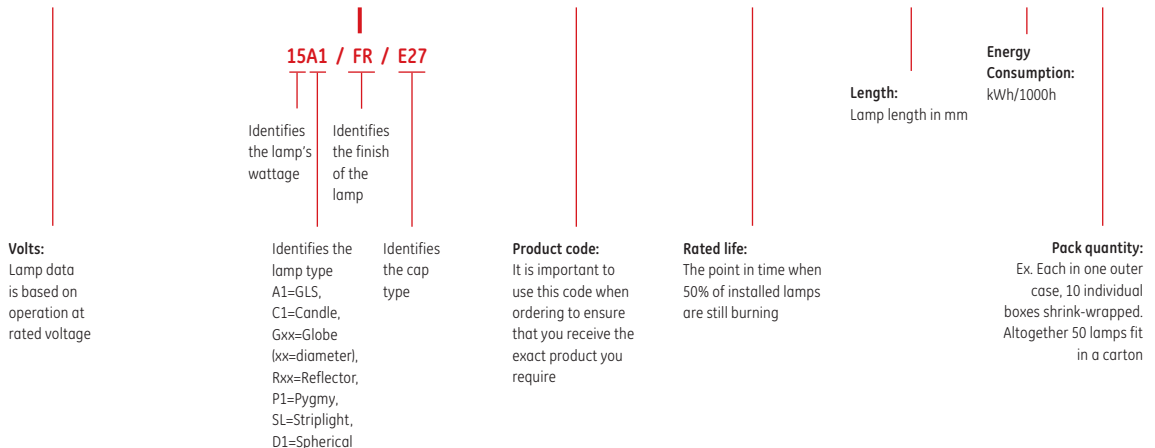 15A1 / FR / E27
Identifies
the lamp's
wattage
Identifies
the finish
of the
lamp
Length:
Lamp length in mm
Energy
Consumption:
kWh/1000h
Volts:
Lamp data
is based on
operation at
rated voltage
Identifies the
lamp type
A1=GLS,
C1=Candle,
Gxx=Globe
(xx=diameter),
Rxx=Reflector,
P1=Pygmy,
SL=Striplight,
D1=Spherical
Identifies
the cap
type
Product code:
It is important to
use this code when
ordering to ensure
that you receive the
exact product you
require
Rated life:
The point in time when
50% of installed lamps
are still burning
Pack quantity:
Ex. Each in one outer
case, 10 individual
boxes shrink-wrapped.
Altogether 50 lamps fit
in a carton